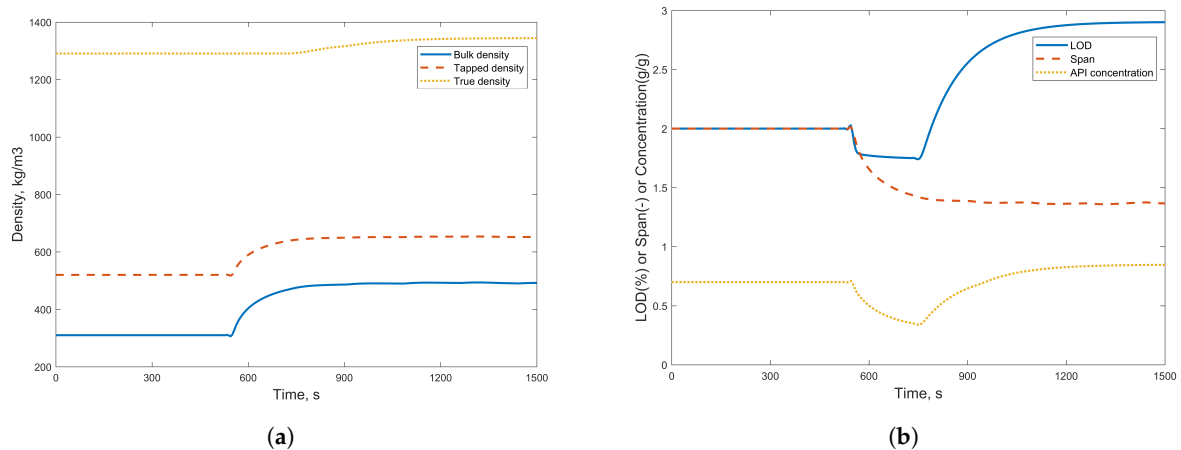 1400
1200
1000
800
600
400
200
0
300
600
900
1200
1500
Density, kg/m3
Time, s
Bulk density
Tapped density
True density
(a)
3
2.5
2
1.5
1
0.5
0
0
300
600
900
1200
1500
LOD(%) or Span(-) or Concentration(g/g)
Time, s
LOD
Span
API concentration
(b)